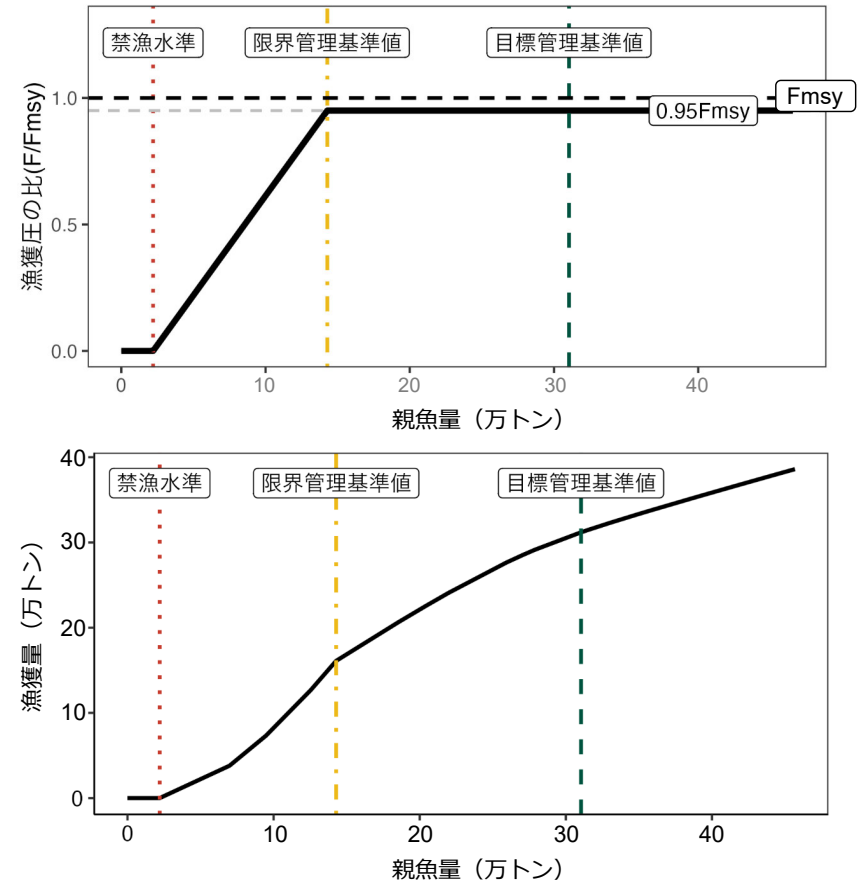 禁漁水準
限界管理基準値
目標管理基準値
1.0
Fmsy
0.95Fmsy
0.5
0.0
漁獲圧の比(F/Fmsy)
0
10
20
30
40
親魚量（万トン）
40
禁漁水準
限界管理基準値
目標管理基準値
30
20
10
0
漁獲量（万トン）
0
10
20
30
40
親魚量（万トン）